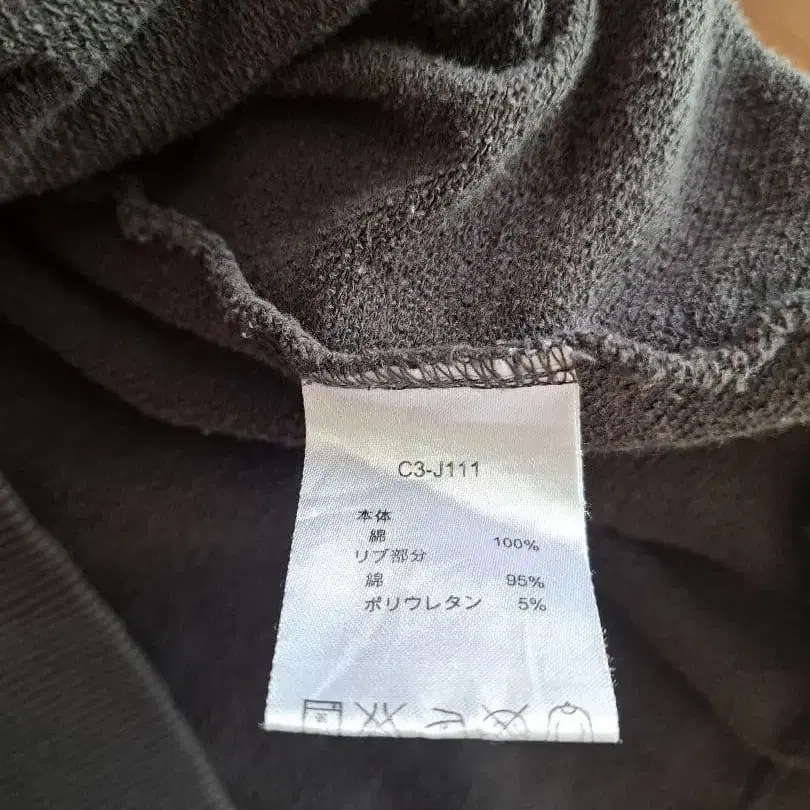 C3-J111
本体
綿 100%
リブ部分
綿 95%
ポリウレタン 5%